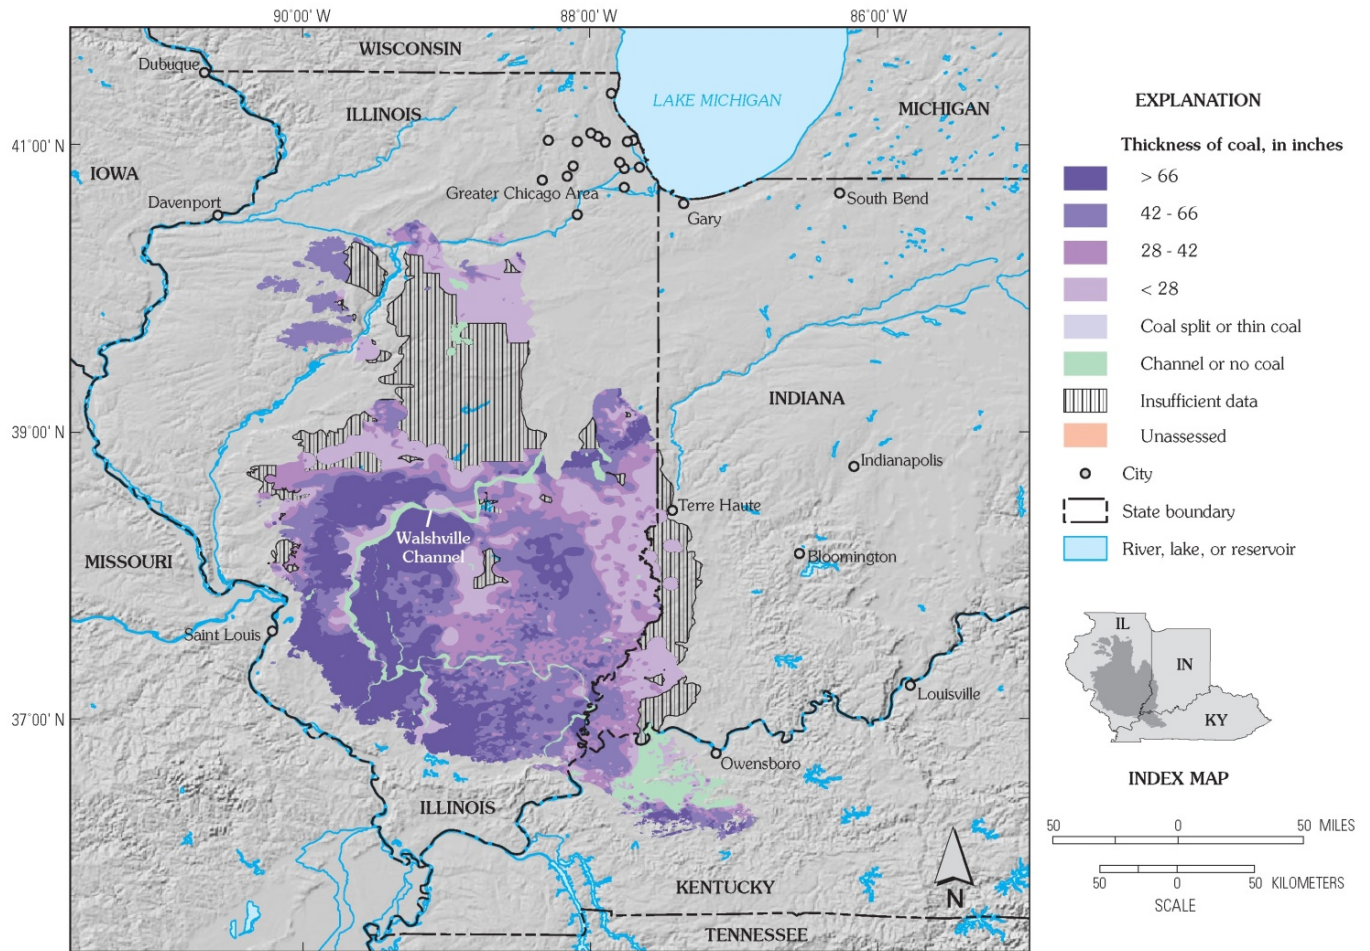 90°00' W
88°00' W
86°00' W
WISCONSIN
Dubuque
LAKE MICHIGAN
MICHIGAN
ILLINOIS
41°00' N
IOWA
Greater Chicago Area
South Bend
Davenport
Gary
INDIANA
39°00' N
Indianapolis
Terre Haute
Walshville
Channel
Bloomington
MISSOURI
Saint Louis
Louisville
37°00' N
Owensboro
ILLINOIS
KENTUCKY
N
TENNESSEE
EXPLANATION
Thickness of coal, in inches
> 66
42 - 66
28 - 42
< 28
Coal split or thin coal
Channel or no coal
Insufficient data
Unassessed
City
State boundary
River, lake, or reservoir
IL
IN
KY
INDEX MAP
50 0 50 MILES
50 0 50 KILOMETERS
SCALE